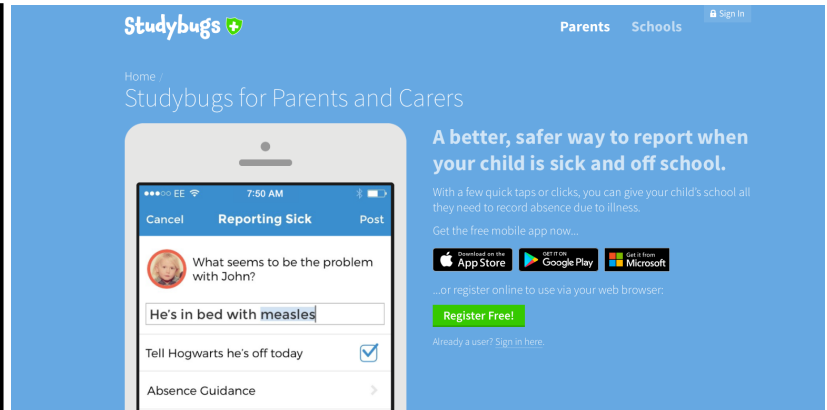 Sign In
Studybugs
Parents Schools
Home /
Studybugs for Parents and Carers
EE 7:50 AM
Cancel Reporting Sick Post
What seems to be the problem
with John?
He's in bed with measles
Tell Hogwarts he's off today
Absence Guidance
A better, safer way to report when
your child is sick and off school.
With a few quick taps or clicks, you can give your child's school all
they need to record absence due to illness.
Get the free mobile app now...
Download on the
App Store
GET IT ON
Google Play
Get it from
Microsoft
...or register online to use via your web browser:
Register Free!
Already a user? Sign in here.